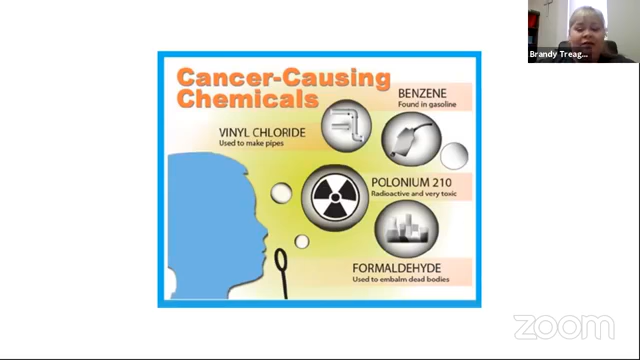 Brandy Treag...
Cancer-Causing
Chemicals
BENZENE
Found in gasoline
VINYL CHLORIDE
Used to make pipes
POLONIUM 210
Radioactive and very toxic
FORMALDEHYDE
Used to embalm dead bodies
zoom